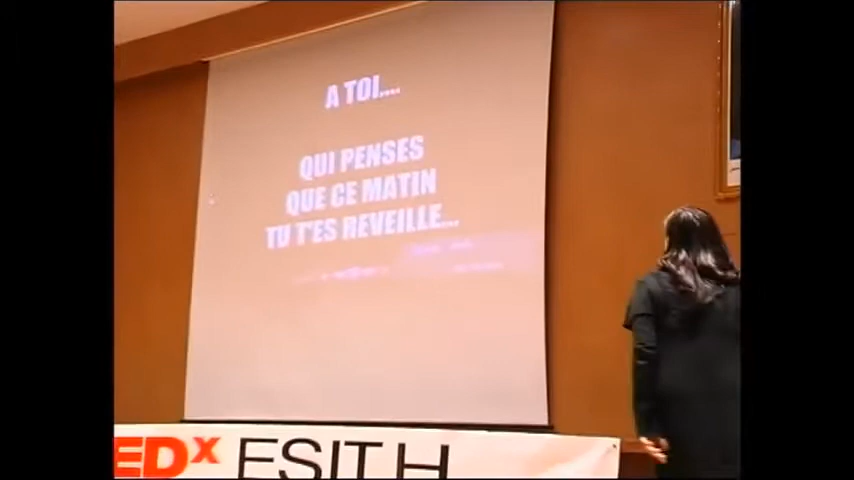 A TOI....
QUI PENSES
QUE CE MATIN
TU T'ES REVEILLE...
EDx ESITH